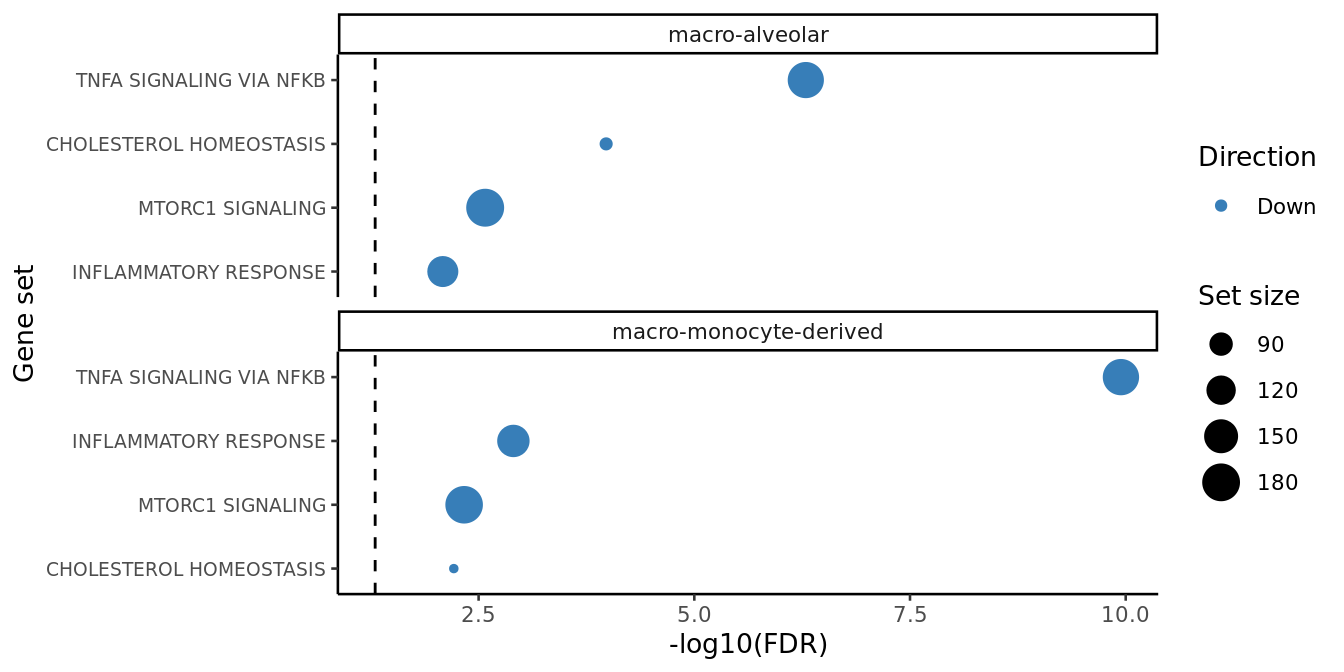 macro-alveolar
TNFA SIGNALING VIA NFKB
CHOLESTEROL HOMEOSTASIS
MTORC1 SIGNALING
INFLAMMATORY RESPONSE
macro-monocyte-derived
TNFA SIGNALING VIA NFKB
INFLAMMATORY RESPONSE
MTORC1 SIGNALING
CHOLESTEROL HOMEOSTASIS
2.5 5.0 7.5 10.0
-log10(FDR)
Gene set
Direction
Down
Set size
90
120
150
180